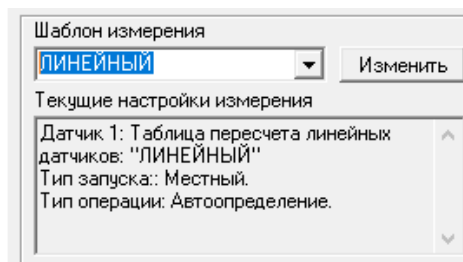 Шаблон измерения
ЛИНЕЙНЫЙ
Изменить
Текущие настройки измерения
Датчик 1: Таблица пересчета линейных
датчиков: "ЛИНЕЙНЫЙ"
Тип запуска:: Местный.
Тип операции: Автоопределение.